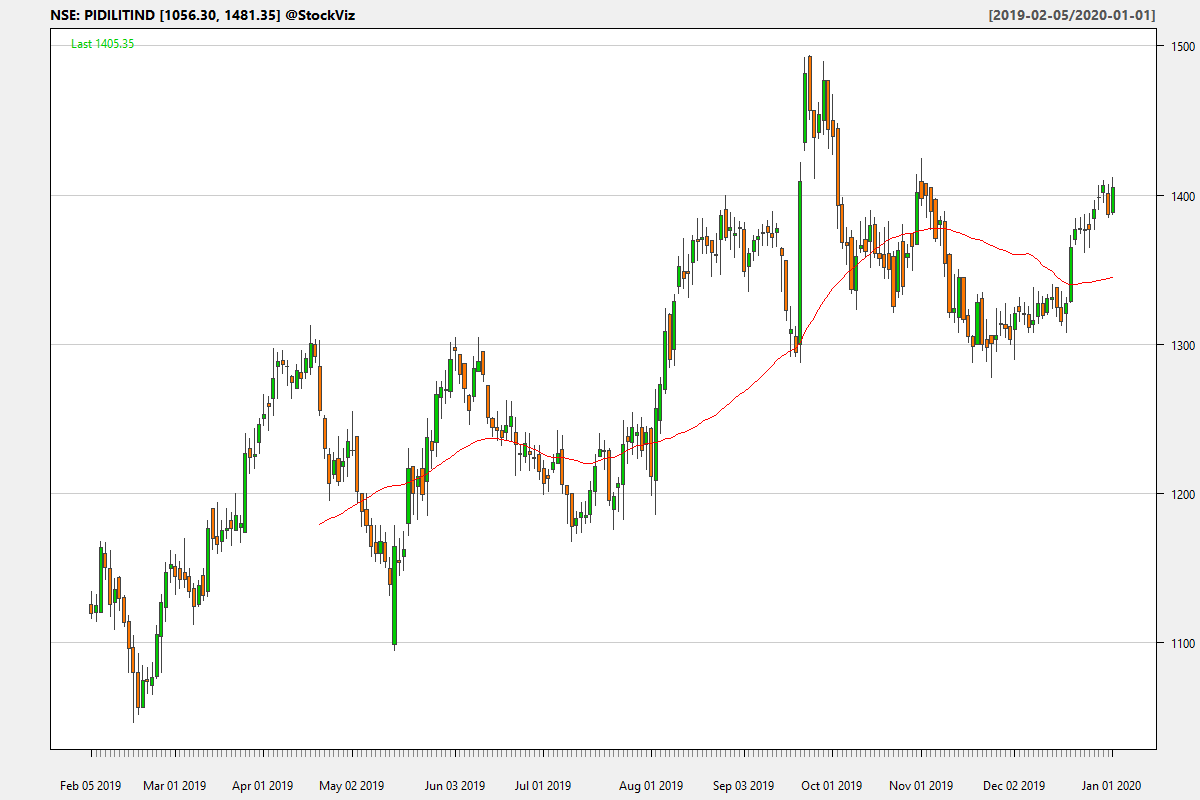 NSE: PIDILITIND [1056.30, 1481.35] @StockViz [2019-02-05/2020-01-01]
Last 1405.35
1500
1400
1300
1200
1100
Feb 05 2019 Mar 01 2019 Apr 01 2019 May 02 2019 Jun 03 2019 Jul 01 2019 Aug 01 2019 Sep 03 2019 Oct 01 2019 Nov 01 2019 Dec 02 2019 Jan 01 2020